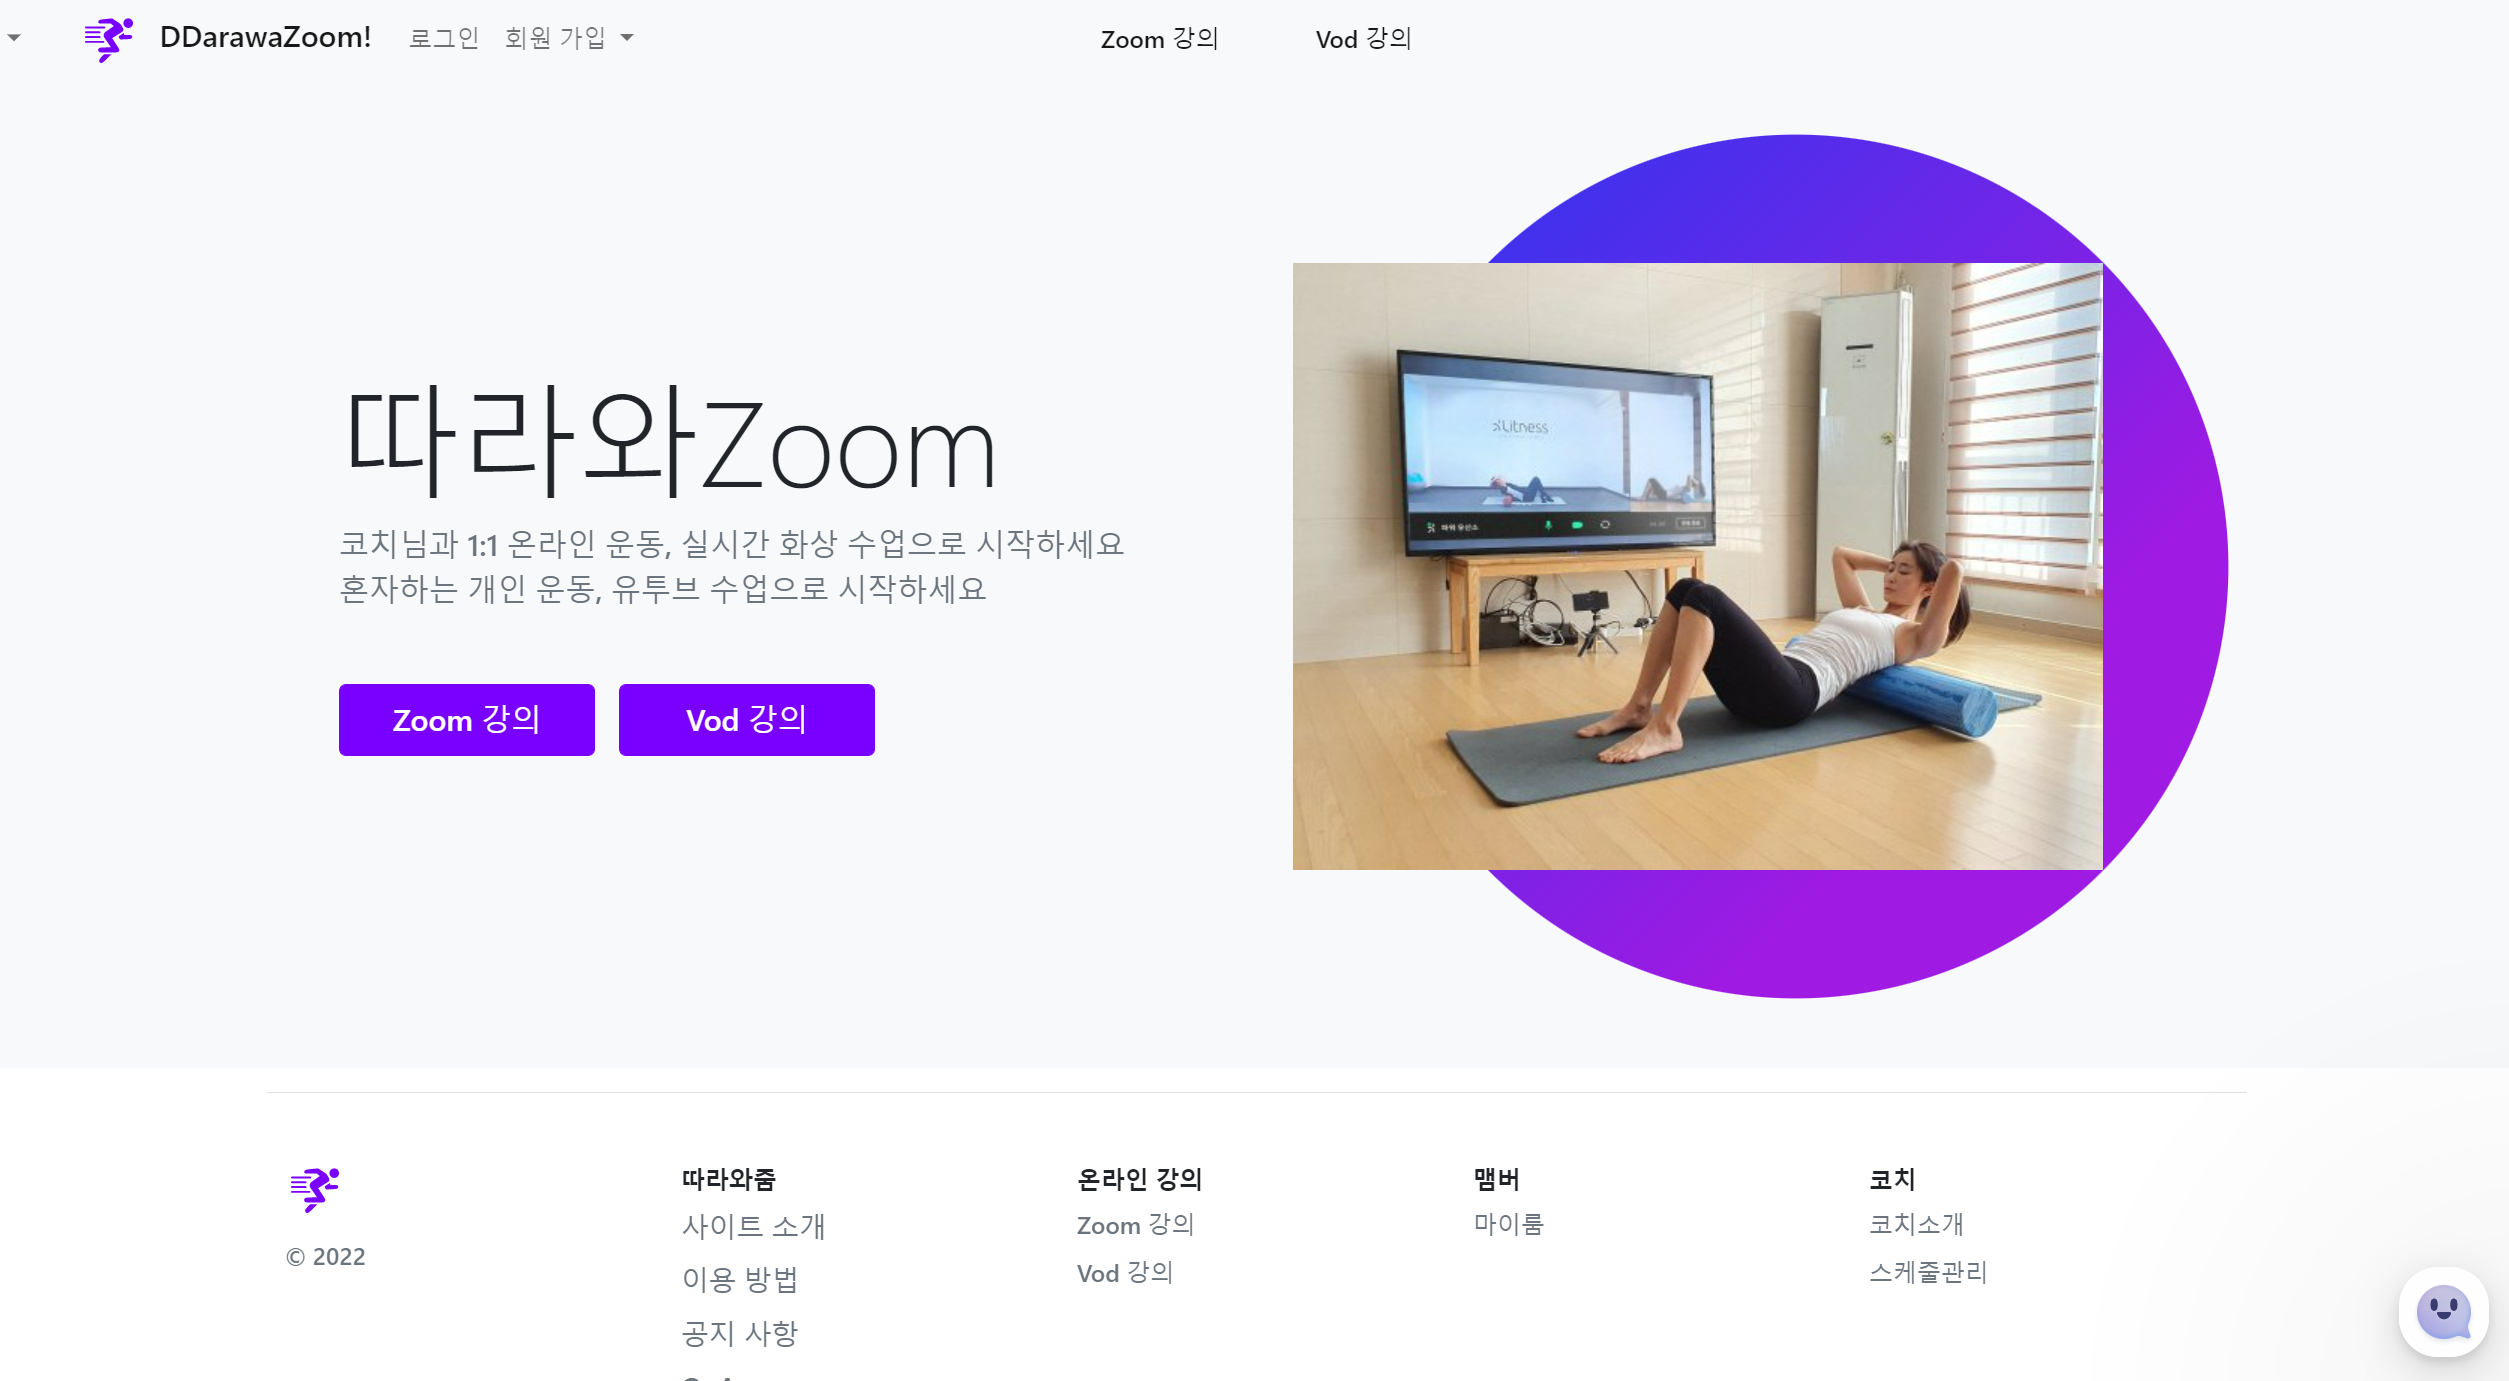 DDarawaZoom!
로그인
회원 가입
Zoom 강의
Vod 강의
따라와Zoom
코치님과 1:1 온라인 운동, 실시간 화상 수업으로 시작하세요
혼자하는 개인 운동, 유투브 수업으로 시작하세요
Zoom 강의
Vod 강의
Litness
파워 유산소
© 2022
따라와줌
사이트 소개
이용 방법
공지 사항
온라인 강의
Zoom 강의
Vod 강의
맴버
마이룸
코치
코치소개
스케줄관리